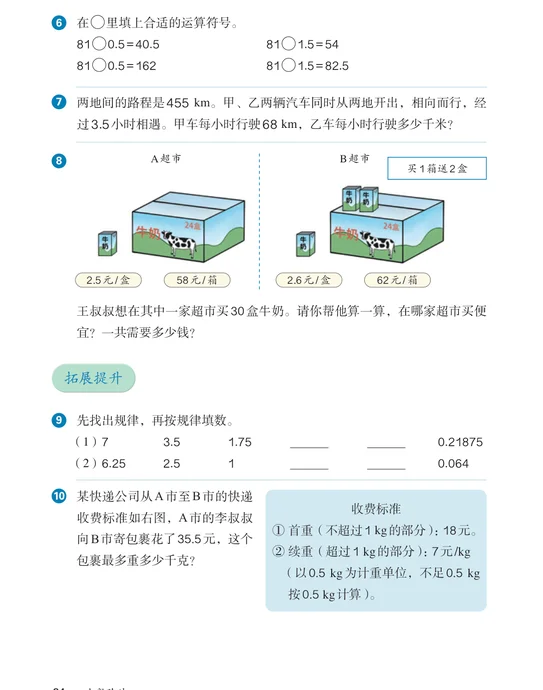 6 在○里填上合适的运算符号。
81○0.5=40.5 81○1.5=54
81○0.5=162 81○1.5=82.5
7 两地间的路程是455 km。甲、乙两辆汽车同时从两地开出，相向而行，经
过3.5小时相遇。甲车每小时行驶68 km，乙车每小时行驶多少千米？
8 A超市 B超市
买1箱送2盒
牛奶 牛奶 24盒 牛奶 牛奶 牛奶 牛奶 24盒
2.5元/盒 58元/箱 2.6元/盒 62元/箱
王叔叔想在其中一家超市买30盒牛奶。请你帮他算一算，在哪家超市买便
宜？一共需要多少钱？
拓展提升
9 先找出规律，再按规律填数。
（1）7 3.5 1.75 ______ ______ 0.21875
（2）6.25 2.5 1 ______ ______ 0.064
10 某快递公司从A市至B市的快递
收费标准如右图，A市的李叔叔
向B市寄包裹花了35.5元，这个
包裹最多重多少千克？
收费标准
① 首重（不超过1 kg的部分）：18元。
② 续重（超过1 kg的部分）：7元/kg
（以0.5 kg为计重单位，不足0.5 kg
按0.5 kg计算）。